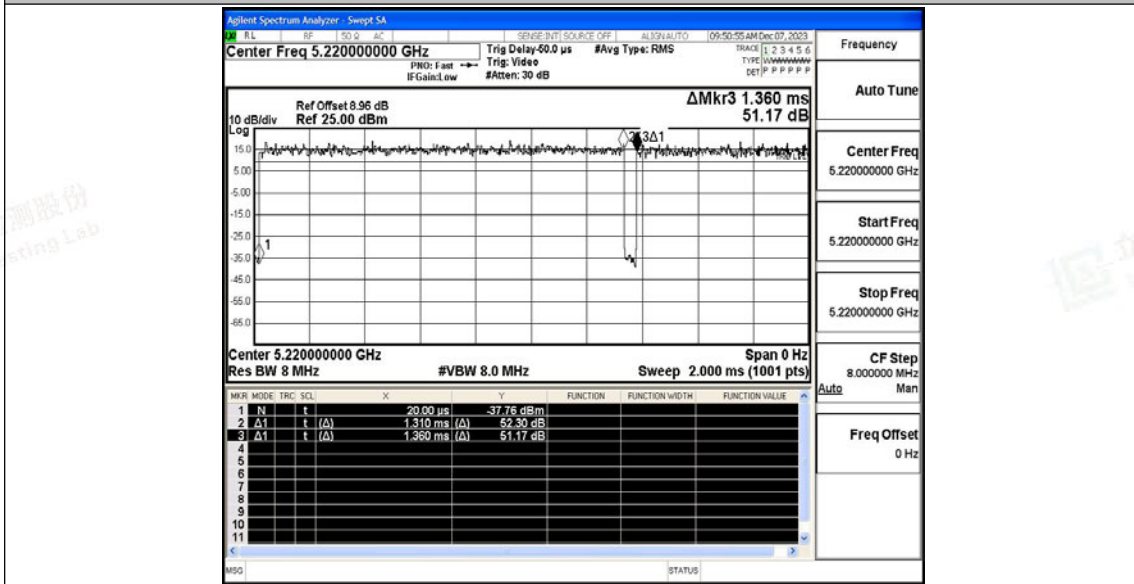 Agilent Spectrum Analyzer - Swept SA
RL RF 50 Ω AC SENSE:INT SOURCE OFF ALIGN AUTO 09:50:55 AM Dec 07, 2023
Center Freq 5.220000000 GHz
PNO: Fast
IFGain:Low
Trig Delay-50.0 µs
Trig: Video
#Atten: 30 dB
#Avg Type: RMS
TRACE 1 2 3 4 5 6
TYPE
DET P P P P P P
ΔMkr3 1.360 ms
51.17 dB
Ref Offset 8.96 dB
Ref 25.00 dBm
10 dB/div
Log
15.0
5.00
-5.00
-15.0
-25.0
-35.0
-45.0
-55.0
-65.0
3Δ1
1
Center 5.220000000 GHz
Span 0 Hz
Res BW 8 MHz
#VBW 8.0 MHz
Sweep 2.000 ms (1001 pts)
MKR MODE TRC SCL X Y FUNCTION FUNCTION WIDTH FUNCTION VALUE
1 N t 20.00 µs -37.76 dBm
2 Δ1 t (Δ) 1.310 ms (Δ) 52.30 dB
3 Δ1 t (Δ) 1.360 ms (Δ) 51.17 dB
4
5
6
7
8
9
10
11
MSG
STATUS
Frequency
Auto Tune
Center Freq
5.220000000 GHz
Start Freq
5.220000000 GHz
Stop Freq
5.220000000 GHz
CF Step
8.000000 MHz
Auto Man
Freq Offset
0 Hz
测股份
sting Lab
立